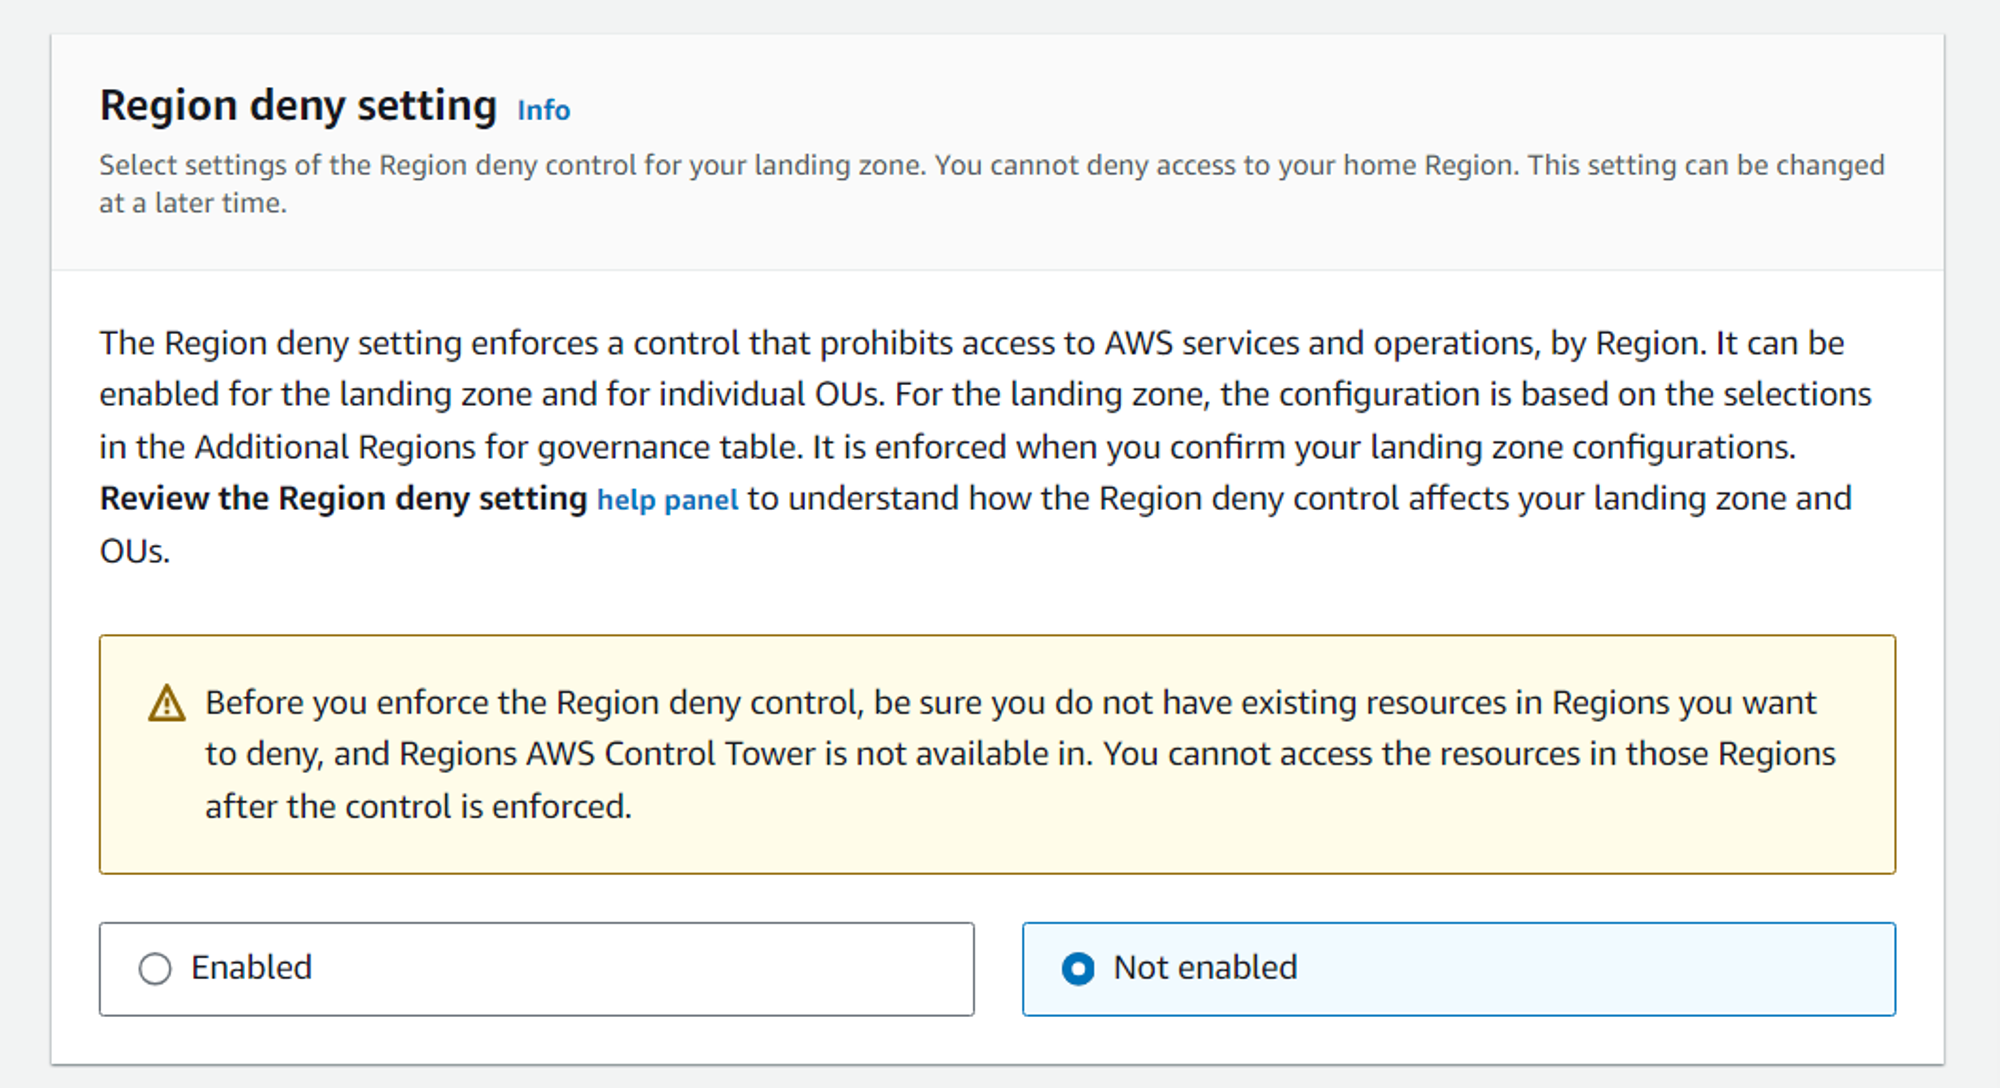 Region deny setting Info
Select settings of the Region deny control for your landing zone. You cannot deny access to your home Region. This setting can be changed
at a later time.
The Region deny setting enforces a control that prohibits access to AWS services and operations, by Region. It can be
enabled for the landing zone and for individual OUs. For the landing zone, the configuration is based on the selections
in the Additional Regions for governance table. It is enforced when you confirm your landing zone configurations.
Review the Region deny setting help panel to understand how the Region deny control affects your landing zone and
OUs.
Before you enforce the Region deny control, be sure you do not have existing resources in Regions you want
to deny, and Regions AWS Control Tower is not available in. You cannot access the resources in those Regions
after the control is enforced.
Enabled
Not enabled